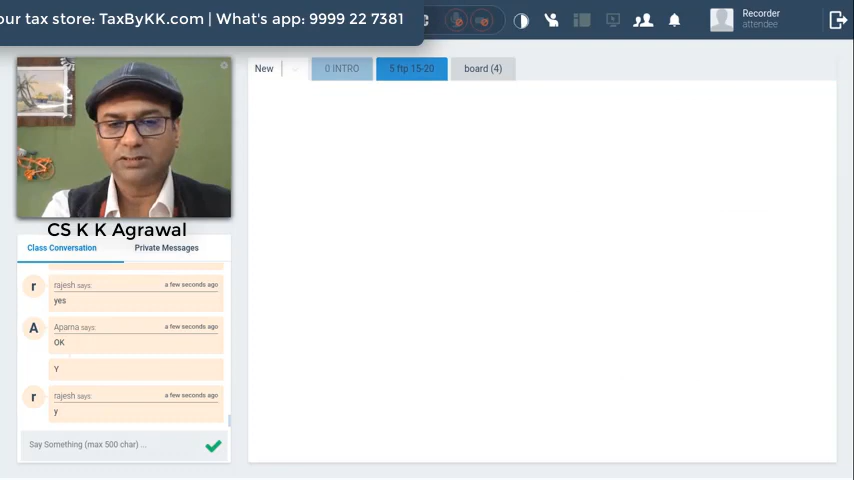 our tax store: TaxByKK.com | What's app: 9999 22 7381
Recorder
attendee
New
0 INTRO
5 ftp 15-20
board (4)
CS K K Agrawal
Class Conversation
Private Messages
r
rajesh says:
a few seconds ago
yes
A
Aparna says:
a few seconds ago
OK
Y
r
rajesh says:
a few seconds ago
y
Say Something (max 500 char) ...